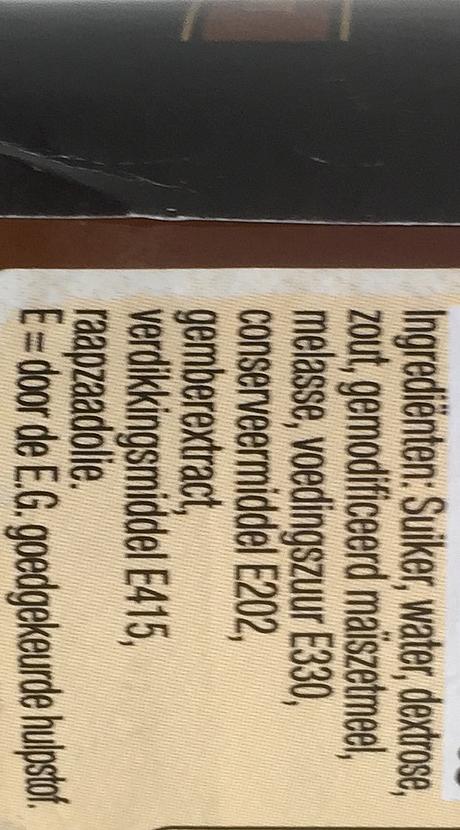 Ingrediënten: Suiker, water, dextrose,
zout, gemodificeerd maïszetmeel,
melasse, voedingszuur E330,
conserveermiddel E202,
gemberextract,
verdikkingsmiddel E415,
raapzaadolie.
E = door de E.G. goedgekeurde hulpstof.